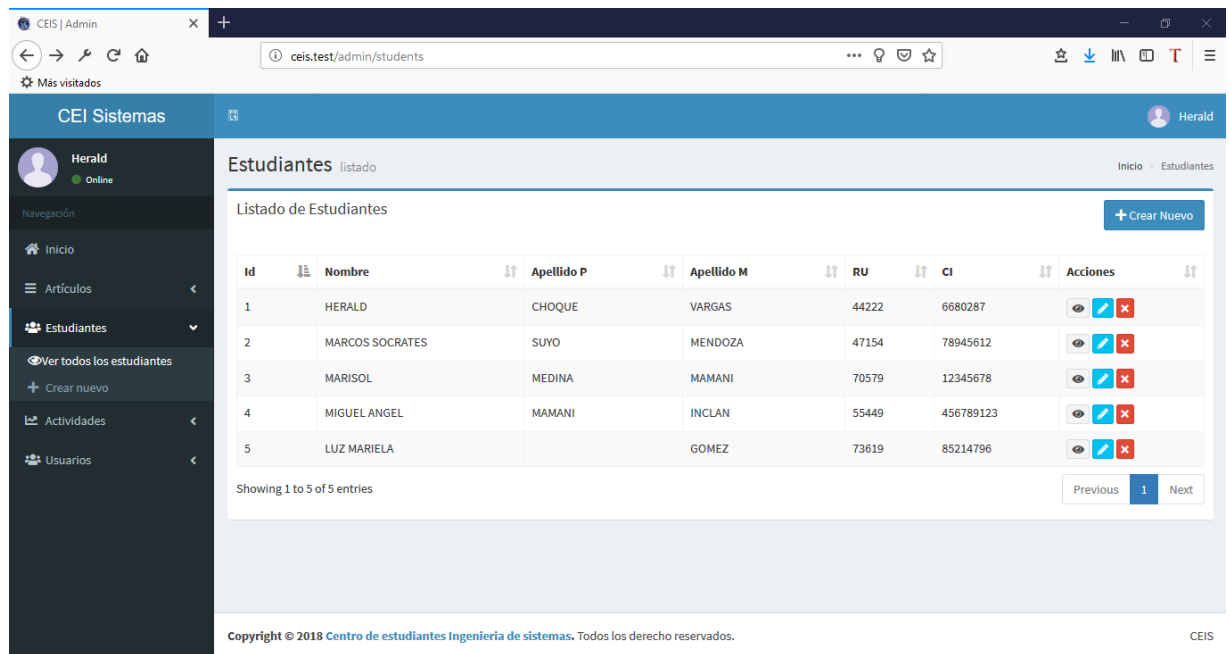 CEIS | Admin
ceis.test/admin/students
Más visitados
CEI Sistemas
Herald
Herald
Online
Navegación
Inicio
Artículos
Estudiantes
Ver todos los estudiantes
Crear nuevo
Actividades
Usuarios
Estudiantes listado
Inicio > Estudiantes
Listado de Estudiantes
Crear Nuevo
Id Nombre Apellido P Apellido M RU CI Acciones
1 HERALD CHOQUE VARGAS 44222 6680287
2 MARCOS SOCRATES SUYO MENDOZA 47154 78945612
3 MARISOL MEDINA MAMANI 70579 12345678
4 MIGUEL ANGEL MAMANI INCLAN 55449 456789123
5 LUZ MARIELA GOMEZ 73619 85214796
Showing 1 to 5 of 5 entries
Previous 1 Next
Copyright © 2018 Centro de estudiantes Ingenieria de sistemas. Todos los derecho reservados.
CEIS